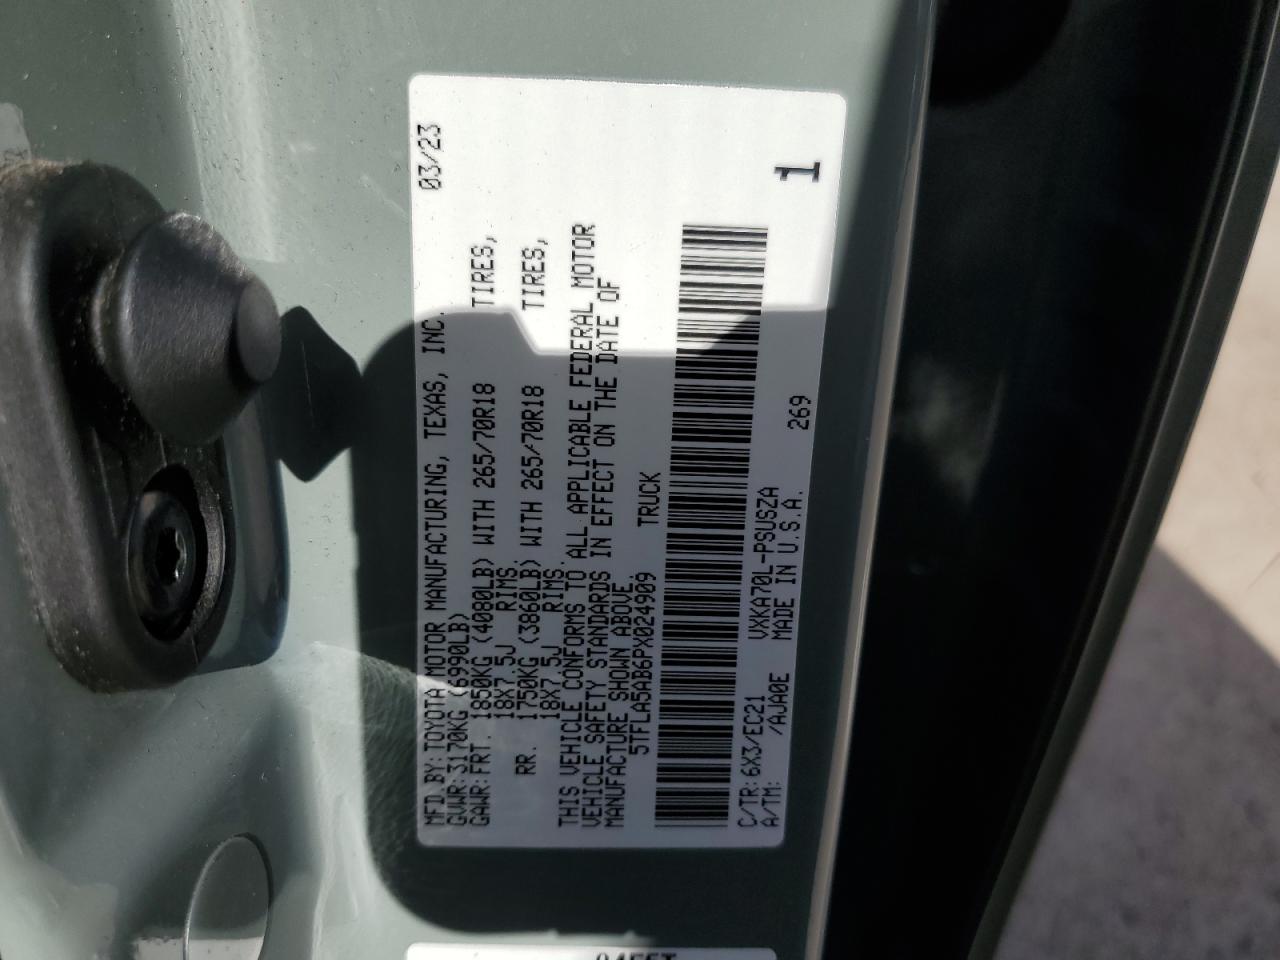 MFD.BY:TOYOTA MOTOR MANUFACTURING, TEXAS, INC. 03/23
GVWR:3170KG (6990LB)
GAWR:FRT. 1850KG (4080LB) WITH 265/70R18 TIRES,
18X7.5J RIMS.
RR. 1750KG (3860LB) WITH 265/70R18 TIRES,
18X7.5J RIMS.
THIS VEHICLE CONFORMS TO ALL APPLICABLE FEDERAL MOTOR
VEHICLE SAFETY STANDARDS IN EFFECT ON THE DATE OF
MANUFACTURE SHOWN ABOVE.
5TFLA5AB6PX024909 TRUCK
C/TR:6X3/EC21 VXKA70L-PSUSZA
A/TM: /AJA0E MADE IN U.S.A. 269
1